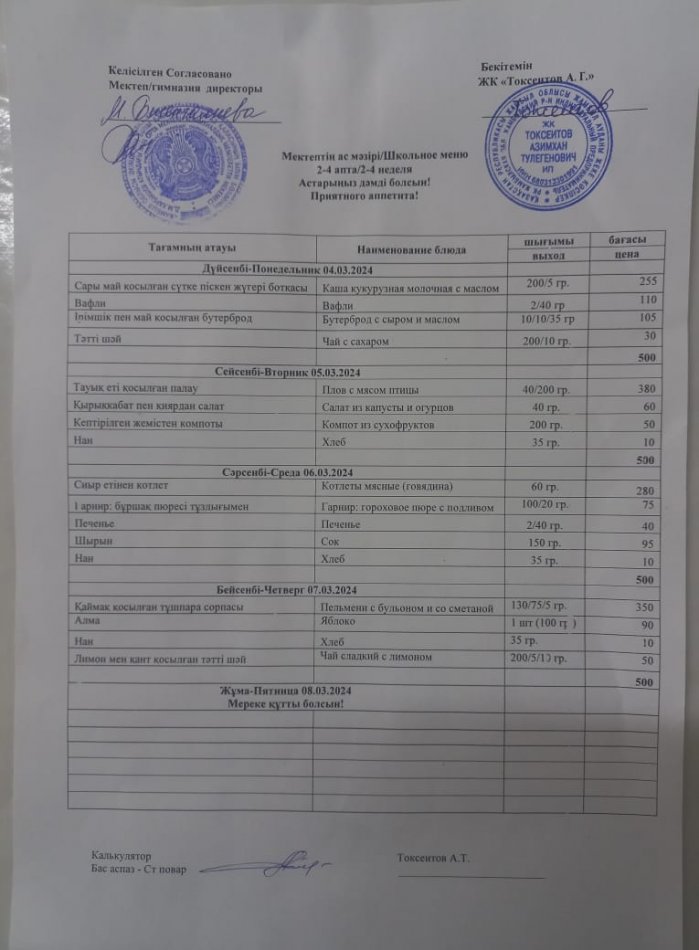 Келісілген Согласовано
Мектеп/гимназия директоры
Бекітемін
ЖК «Токсеитов А. Г.»
ЖК
ТОКСЕИТОВ
АЗИМХАН
ТУЛЕГЕНОВИЧ
ИП
Мектептің ас мәзірі/Школьное меню
2-4 апта/2-4 неделя
Астарыңыз дәмді болсын!
Приятного аппетита!
Тағамның атауы Наименование блюда шығымы выход бағасы цена
Дүйсенбі-Понедельник 04.03.2024
Сары май қосылған сүтке піскен жүгері ботқасы Каша кукурузная молочная с маслом 200/5 гр. 255
Вафли Вафли 2/40 гр 110
Ірімшік пен май қосылған бутерброд Бутерброд с сыром и маслом 10/10/35 гр 105
Тәтті шәй Чай с сахаром 200/10 гр. 30
500
Сейсенбі-Вторник 05.03.2024
Тауық еті қосылған палау Плов с мясом птицы 40/200 гр. 380
Қырыққабат пен қиярдан салат Салат из капусты и огурцов 40 гр. 60
Кептірілген жемістен компоты Компот из сухофруктов 200 гр. 50
Нан Хлеб 35 гр. 10
500
Сәрсенбі-Среда 06.03.2024
Сиыр етінен котлет Котлеты мясные (говядина) 60 гр. 280
Гарнир: бұршақ пюресі тұздығымен Гарнир: гороховое пюре с подливом 100/20 гр. 75
Печенье Печенье 2/40 гр. 40
Шырын Сок 150 гр. 95
Нан Хлеб 35 гр. 10
500
Бейсенбі-Четверг 07.03.2024
Қаймақ қосылған тұшпара сорпасы Пельмени с бульоном и со сметаной 130/75/5 гр. 350
Алма Яблоко 1 шт (100 гр ) 90
Нан Хлеб 35 гр. 10
Лимон мен қант қосылған тәтті шәй Чай сладкий с лимоном 200/5/10 гр. 50
500
Жұма-Пятница 08.03.2024
Мереке құтты болсын!
Калькулятор
Бас аспаз - Ст повар
Токсеитов А.Т.